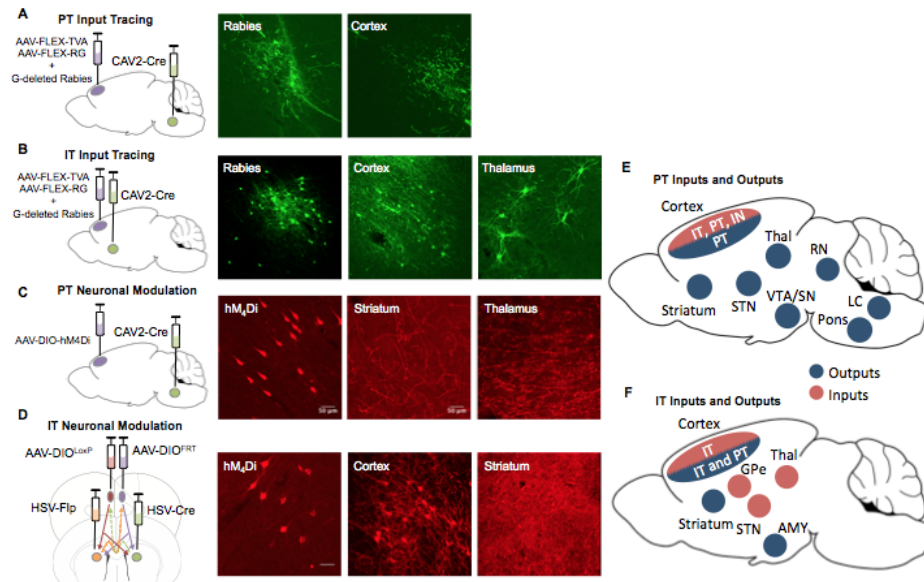 A
PT Input Tracing
AAV-FLEX-TVA
AAV-FLEX-RG
+
G-deleted Rabies
CAV2-Cre
Rabies
Cortex
B
IT Input Tracing
AAV-FLEX-TVA
AAV-FLEX-RG
+
G-deleted Rabies
CAV2-Cre
Rabies
Cortex
Thalamus
C
PT Neuronal Modulation
CAV2-Cre
AAV-DIO-hM4Di
hM₄Di
Striatum
Thalamus
50 µm
50 µm
D
IT Neuronal Modulation
AAV-DIOᴸᵒˣᴾ
AAV-DIOᶠᴿᵀ
HSV-Flp
HSV-Cre
hM₄Di
Cortex
Striatum
E
PT Inputs and Outputs
Cortex
IT, PT, IN
PT
Thal
RN
Striatum
STN
VTA/SN
LC
Pons
Outputs
Inputs
F
IT Inputs and Outputs
Cortex
IT
IT and PT
GPe
Thal
Striatum
STN
AMY